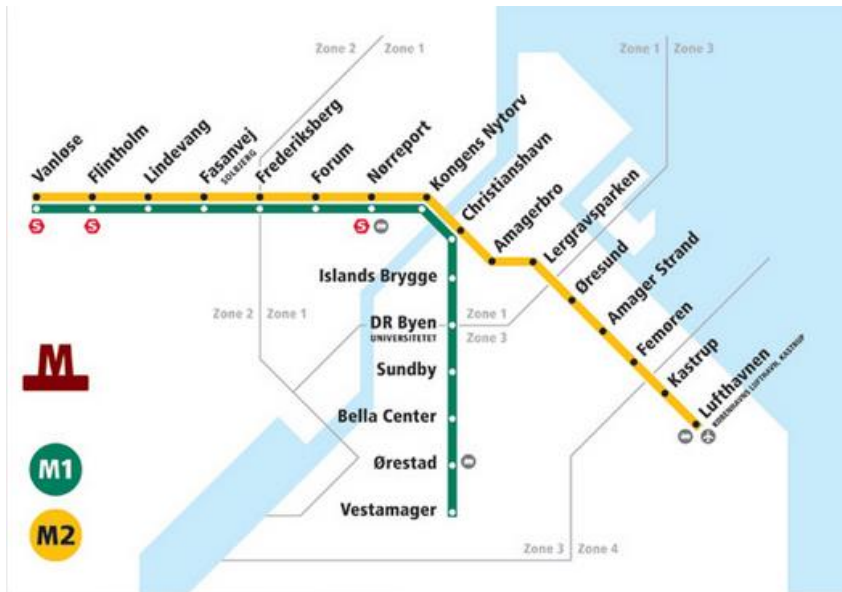 Zone 2 Zone 1
Zone 1 Zone 3
Vanløse
Flintholm
Lindevang
Fasanvej
SOLBJERG
Frederiksberg
Forum
Nørreport
Kongens Nytorv
Christianshavn
Amagerbro
Lergravsparken
Øresund
Amager Strand
Femøren
Kastrup
Lufthavnen
KØBENHAVNS LUFTHAVN, KASTRUP
S
S
S
Islands Brygge
Zone 2 Zone 1
DR Byen
UNIVERSITETET
Zone 1
Zone 3
Sundby
Bella Center
Ørestad
Vestamager
M
M1
M2
Zone 3 Zone 4